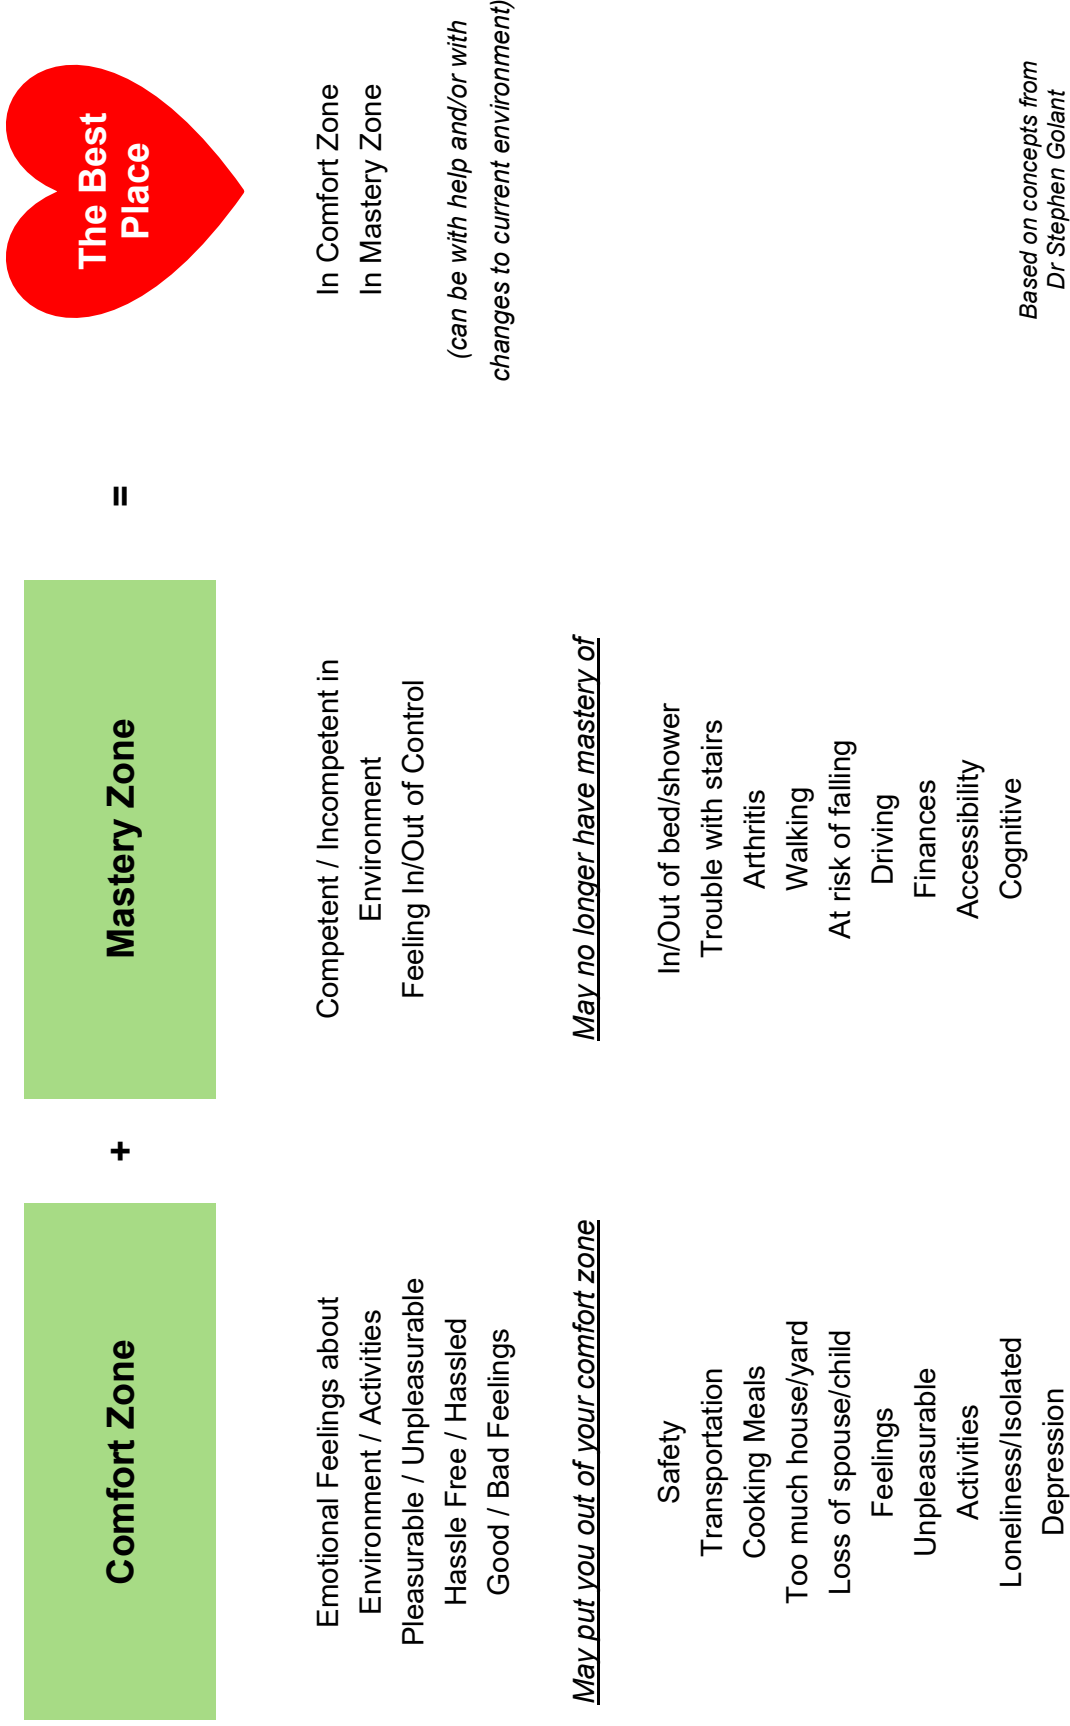 Comfort Zone
+
Mastery Zone
=
The Best
Place
Emotional Feelings about
Environment / Activities
Pleasurable / Unpleasurable
Hassle Free / Hassled
Good / Bad Feelings
May put you out of your comfort zone
Safety
Transportation
Cooking Meals
Too much house/yard
Loss of spouse/child
Feelings
Unpleasurable
Activities
Loneliness/Isolated
Depression
Competent / Incompetent in
Environment
Feeling In/Out of Control
May no longer have mastery of
In/Out of bed/shower
Trouble with stairs
Arthritis
Walking
At risk of falling
Driving
Finances
Accessibility
Cognitive
In Comfort Zone
In Mastery Zone
(can be with help and/or with
changes to current environment)
Based on concepts from
Dr Stephen Golant